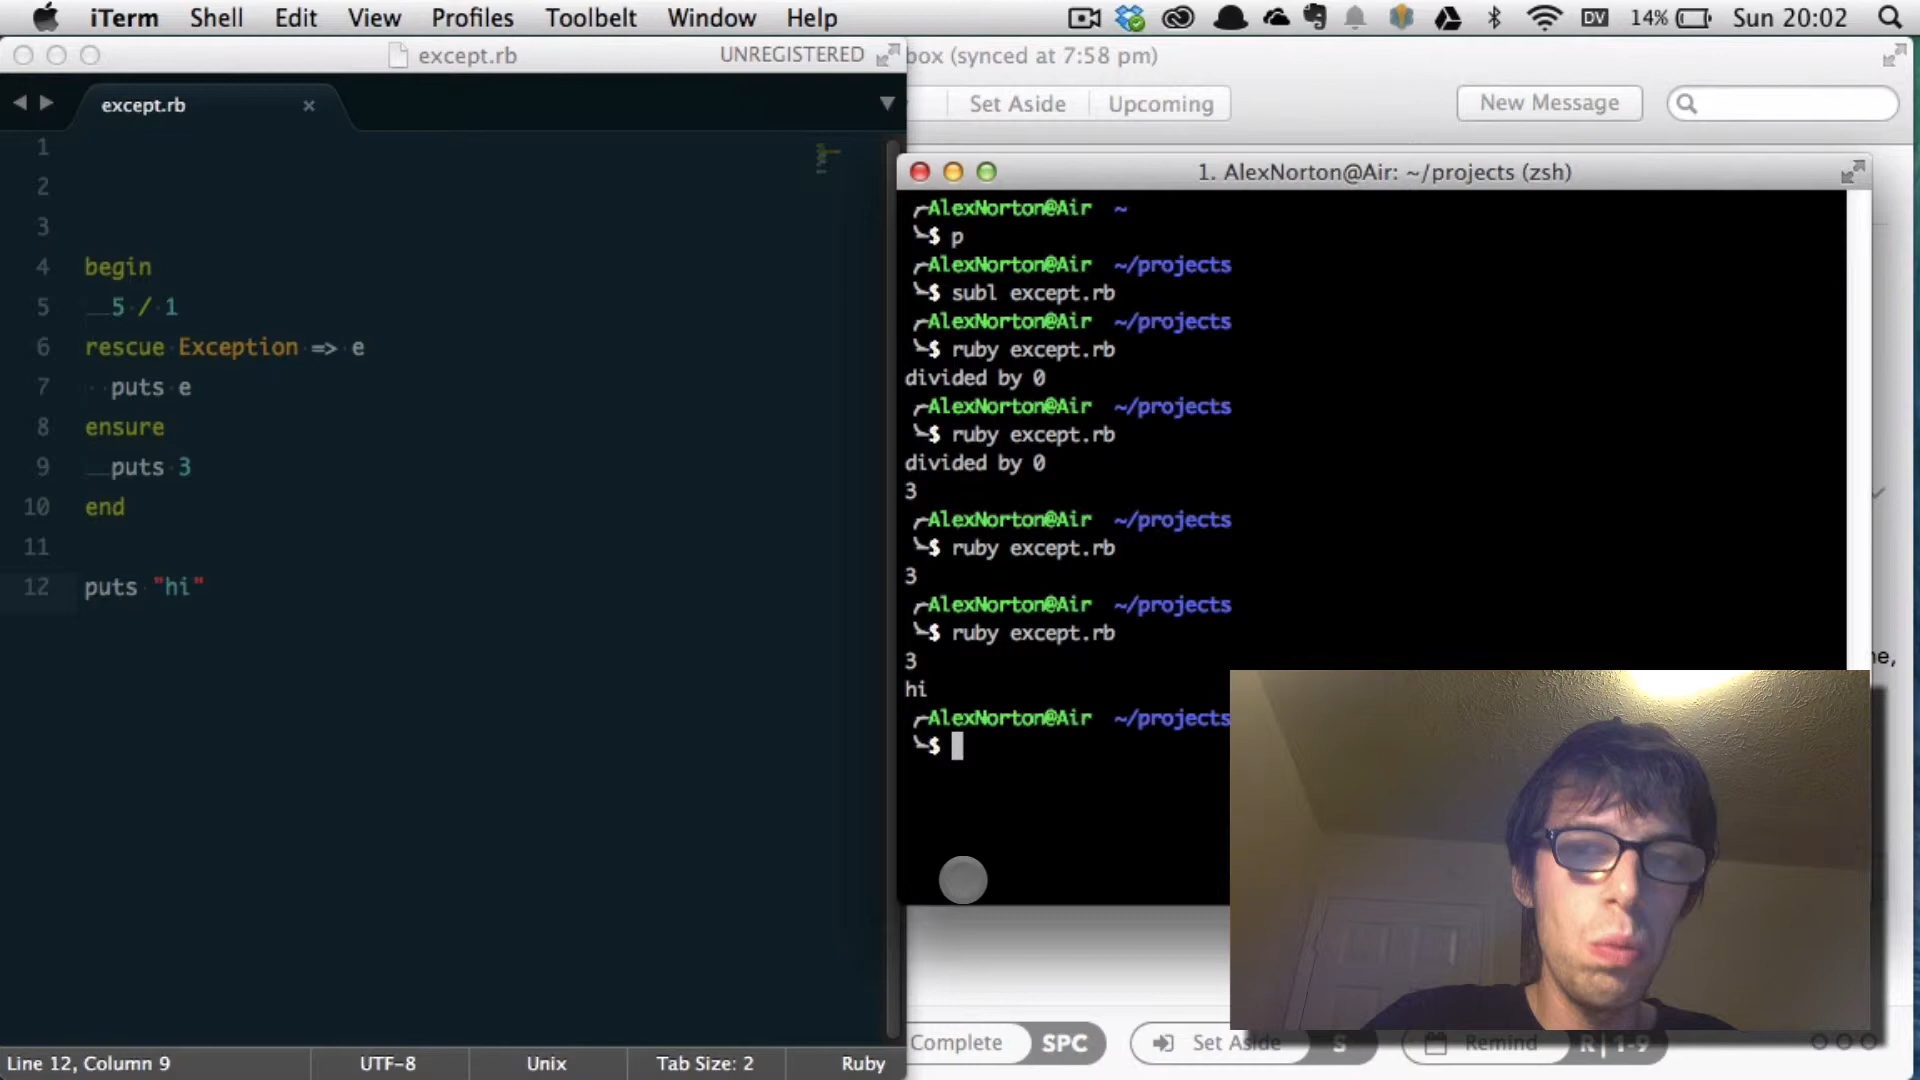 iTerm Shell Edit View Profiles Toolbelt Window Help DV 14% Sun 20:02
except.rb UNREGISTERED
box (synced at 7:58 pm)
except.rb
Set Aside Upcoming New Message
1
2
3
4 begin
5 5 / 1
6 rescue Exception => e
7 puts e
8 ensure
9 puts 3
10 end
11
12 puts "hi"
1. AlexNorton@Air: ~/projects (zsh)
AlexNorton@Air ~
$ p
AlexNorton@Air ~/projects
$ subl except.rb
AlexNorton@Air ~/projects
$ ruby except.rb
divided by 0
AlexNorton@Air ~/projects
$ ruby except.rb
divided by 0
3
AlexNorton@Air ~/projects
$ ruby except.rb
3
AlexNorton@Air ~/projects
$ ruby except.rb
3
hi
AlexNorton@Air ~/projects
$
ne,
Complete SPC Set Aside S Remind R | 1-9
Line 12, Column 9 UTF-8 Unix Tab Size: 2 Ruby